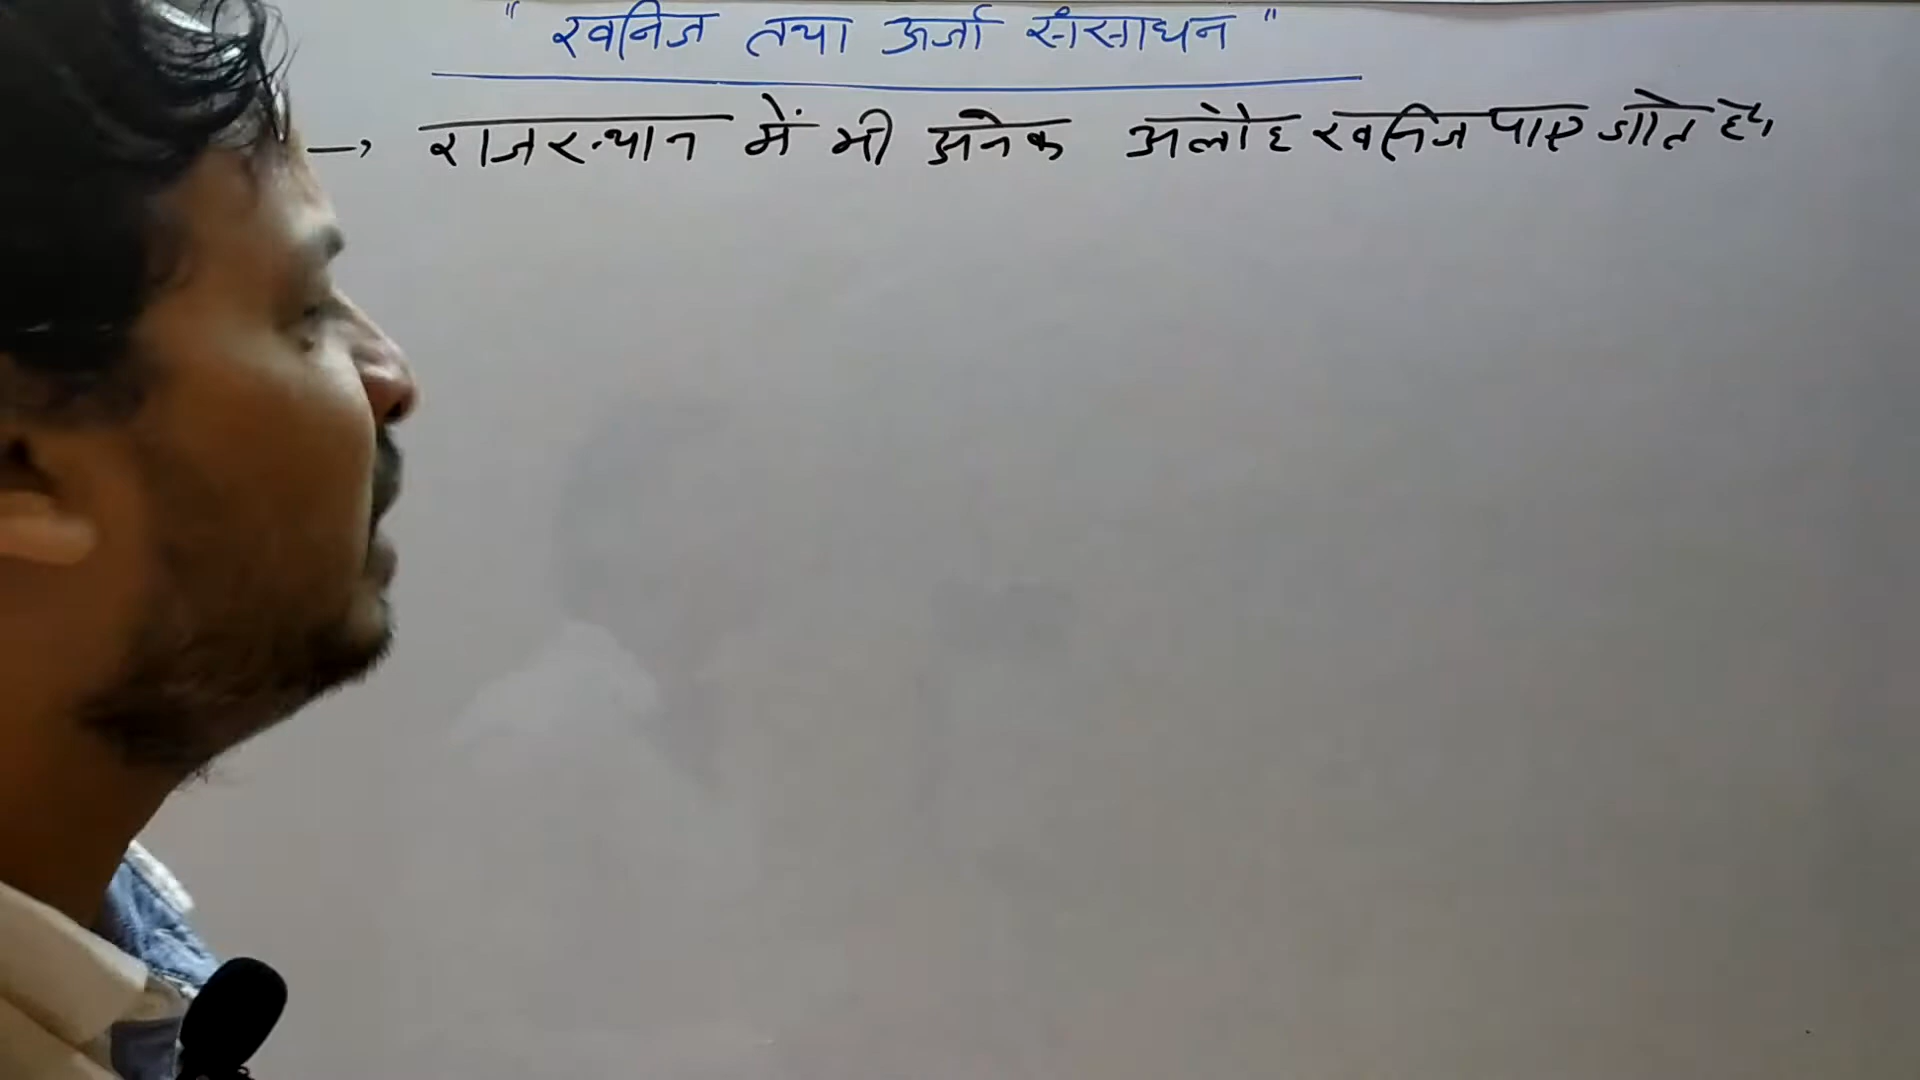 " खनिज तथा ऊर्जा संसाधन "
→ राजस्थान में भी अनेक अलोह खनिज पाए जाते है,